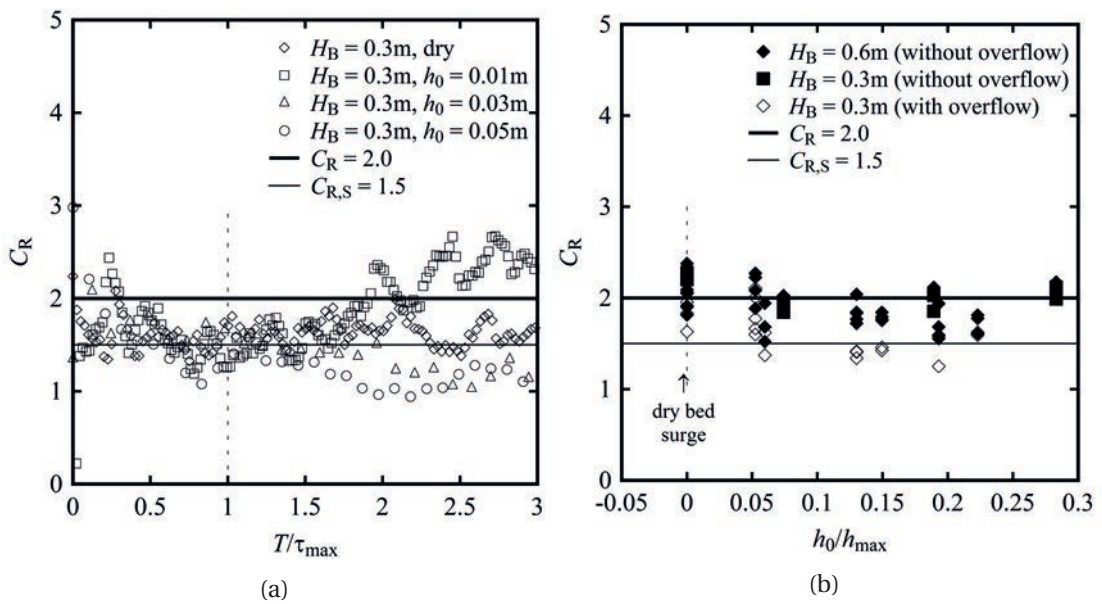 5
4
3
2
1
0
C_R
◇ H_B = 0.3m, dry
□ H_B = 0.3m, h_0 = 0.01m
△ H_B = 0.3m, h_0 = 0.03m
○ H_B = 0.3m, h_0 = 0.05m
C_R = 2.0
C_R,S = 1.5
0 0.5 1 1.5 2 2.5 3
T/τ_max
(a)
5
4
3
2
1
0
C_R
◆ H_B = 0.6m (without overflow)
■ H_B = 0.3m (without overflow)
◇ H_B = 0.3m (with overflow)
C_R = 2.0
C_R,S = 1.5
dry bed
surge
-0.05 0 0.05 0.1 0.15 0.2 0.25 0.3
h_0/h_max
(b)